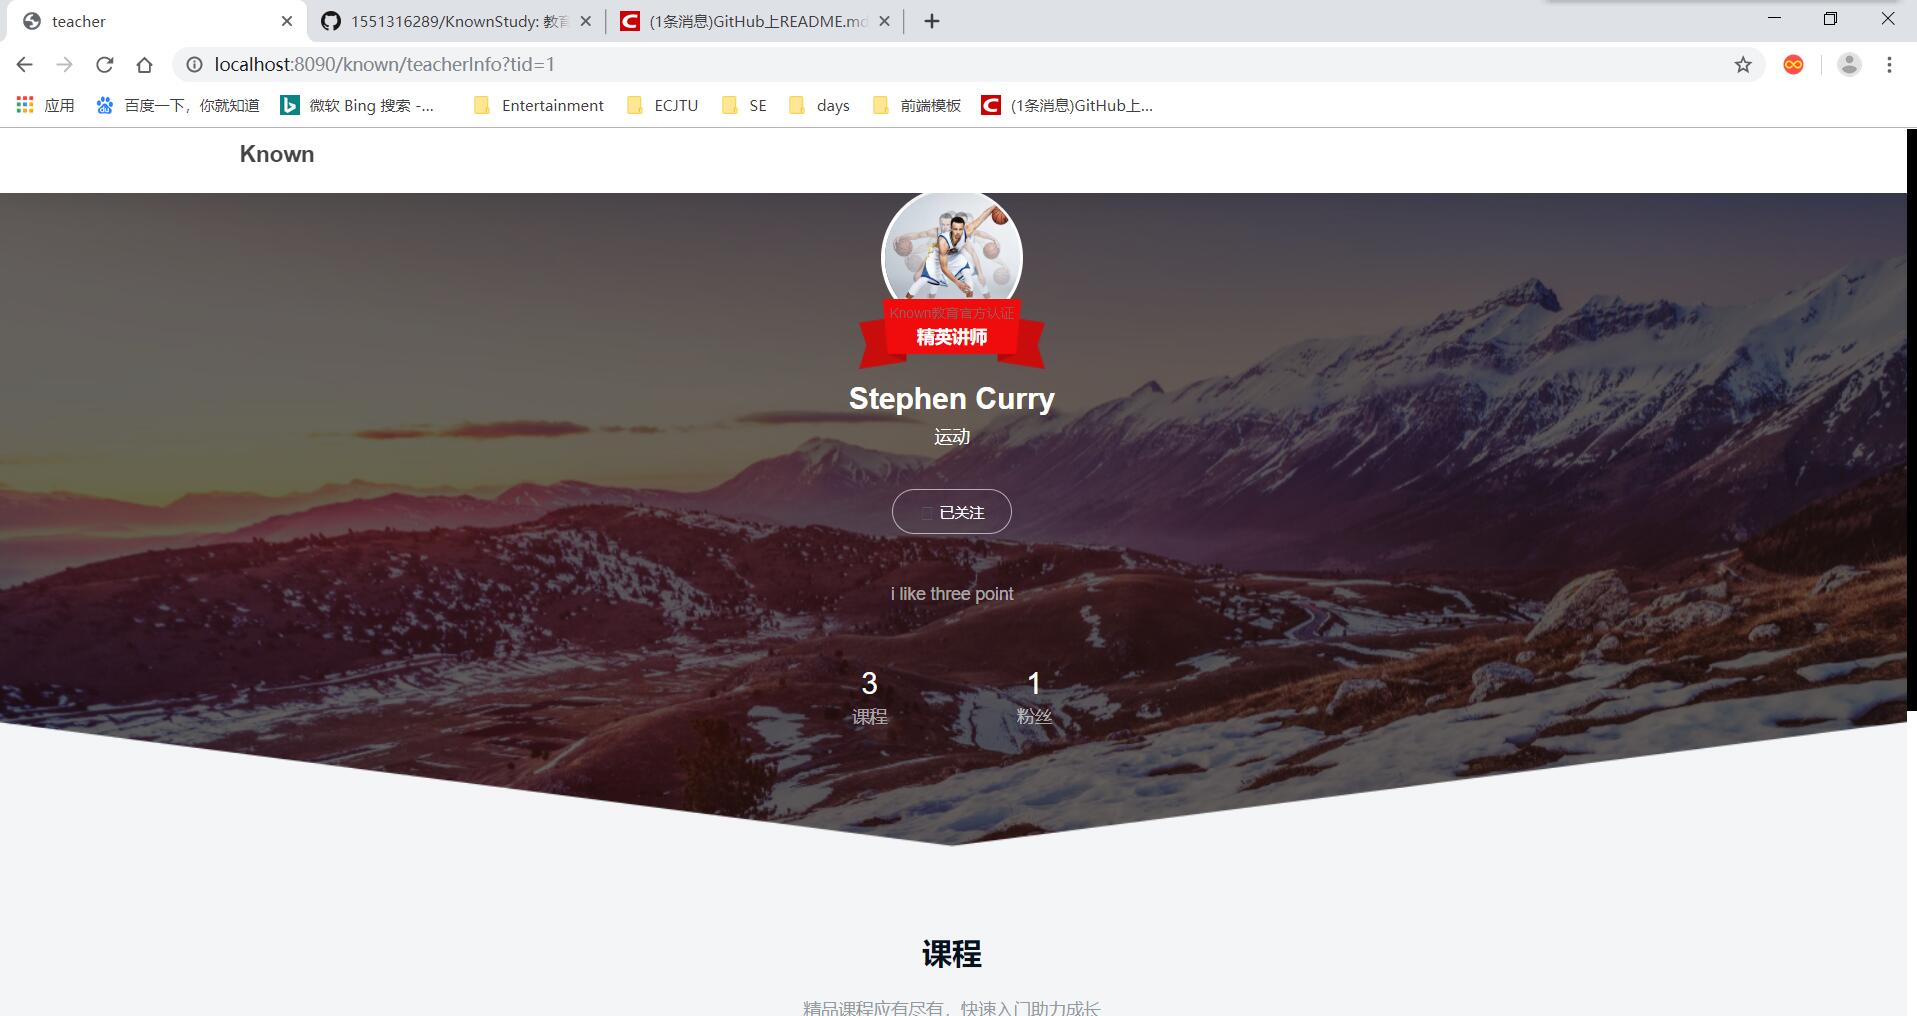 teacher
1551316289/KnownStudy: 教育
(1条消息)GitHub上README.md
localhost:8090/known/teacherInfo?tid=1
应用
百度一下，你就知道
微软 Bing 搜索 -...
Entertainment
ECJTU
SE
days
前端模板
(1条消息)GitHub上...
Known
Known教育官方认证
精英讲师
Stephen Curry
运动
已关注
i like three point
3
课程
1
粉丝
课程
精品课程应有尽有，快速入门助力成长